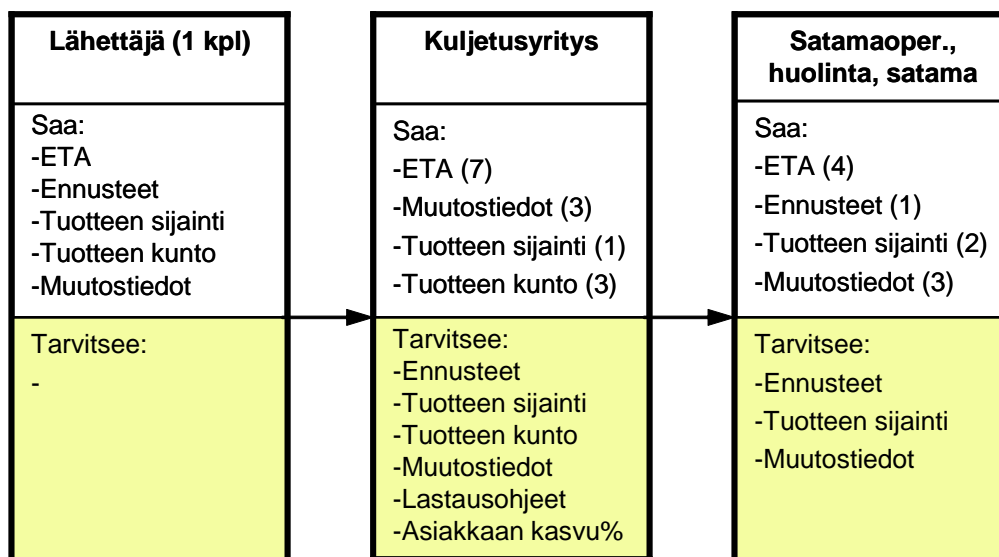 Lähettäjä (1 kpl)
Saa:
-ETA
-Ennusteet
-Tuotteen sijainti
-Tuotteen kunto
-Muutostiedot
Tarvitsee:
-
Kuljetusyritys
Saa:
-ETA (7)
-Muutostiedot (3)
-Tuotteen sijainti (1)
-Tuotteen kunto (3)
Tarvitsee:
-Ennusteet
-Tuotteen sijainti
-Tuotteen kunto
-Muutostiedot
-Lastausohjeet
-Asiakkaan kasvu%
Satamaoper.,
huolinta, satama
Saa:
-ETA (4)
-Ennusteet (1)
-Tuotteen sijainti (2)
-Muutostiedot (3)
Tarvitsee:
-Ennusteet
-Tuotteen sijainti
-Muutostiedot